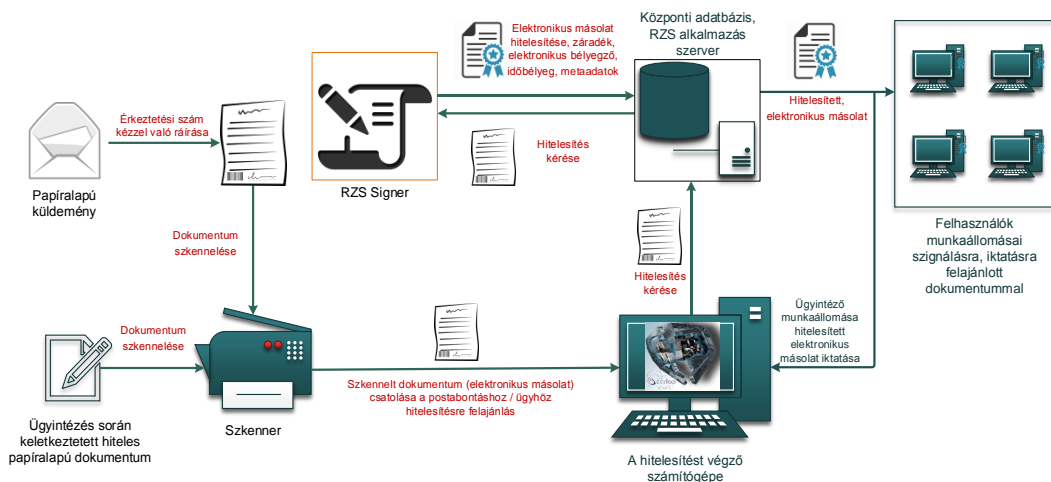 Elektronikus másolat
hitelesítése, záradék,
elektronikus bélyegző,
időbélyeg, metaadatok
Központi adatbázis,
RZS alkalmazás
szerver
Hitelesített,
elektronikus másolat
Érkeztetési szám
kézzel való ráírása
Hitelesítés
kérése
Papíralapú
küldemény
RZS Signer
Felhasználók
munkaállomásai
szignálásra, iktatásra
felajánlott
dokumentummal
Dokumentum
szkennelése
Hitelesítés
kérése
Ügyintéző
munkaállomása
hitelesített
elektronikus
másolat iktatása
Dokumentum
szkennelése
Szkennelt dokumentum (elektronikus másolat)
csatolása a postabontáshoz / ügyhöz
hitelesítésre felajánlás
Ügyintézés során
keletkeztetett hiteles
papíralapú dokumentum
Szkenner
A hitelesítést végző
számítógépe